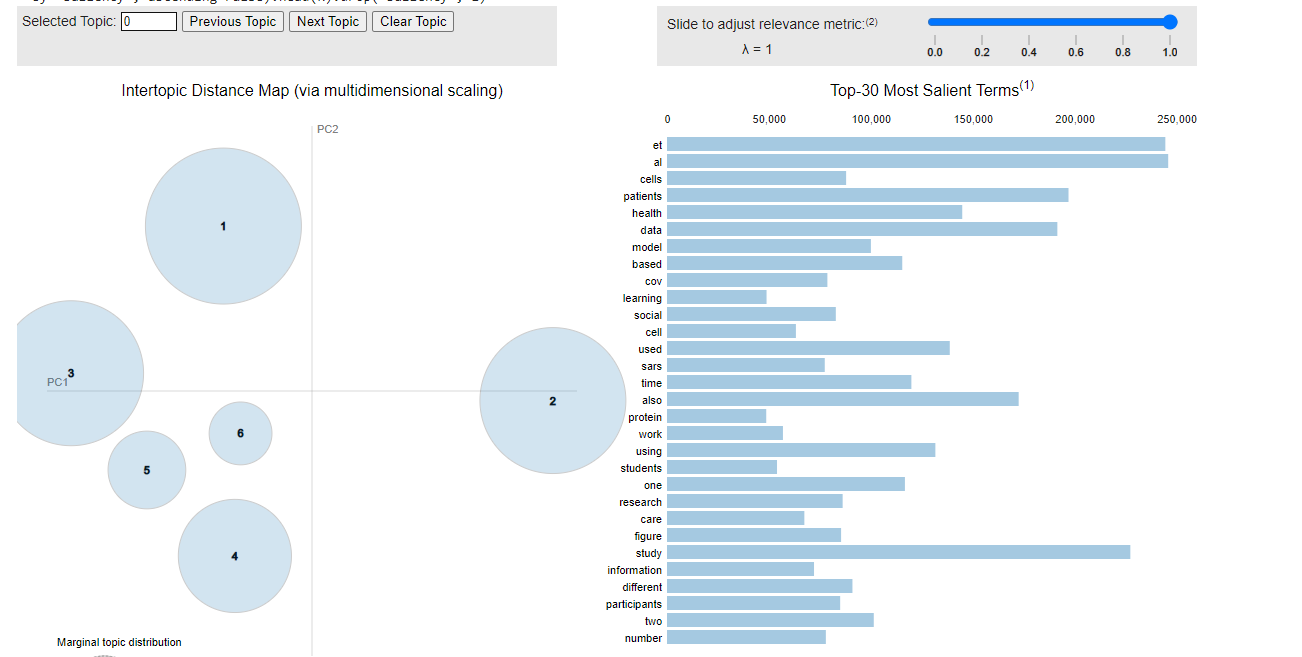 Selected Topic: 0 Previous Topic Next Topic Clear Topic
Slide to adjust relevance metric:(2)
λ = 1
0.0 0.2 0.4 0.6 0.8 1.0
Intertopic Distance Map (via multidimensional scaling)
PC2
PC1
1
2
3
4
5
6
Marginal topic distribution
Top-30 Most Salient Terms(1)
0 50,000 100,000 150,000 200,000 250,000
et
al
cells
patients
health
data
model
based
cov
learning
social
cell
used
sars
time
also
protein
work
using
students
one
research
care
figure
study
information
different
participants
two
number